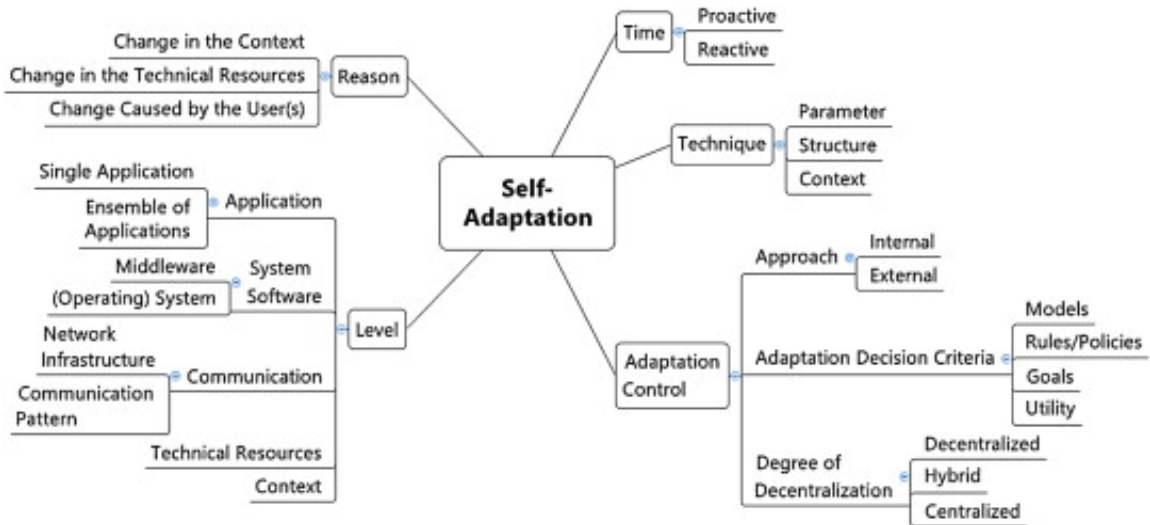 Self-
Adaptation
Time
Proactive
Reactive
Technique
Parameter
Structure
Context
Adaptation
Control
Approach
Internal
External
Adaptation Decision Criteria
Models
Rules/Policies
Goals
Utility
Degree of
Decentralization
Decentralized
Hybrid
Centralized
Reason
Change in the Context
Change in the Technical Resources
Change Caused by the User(s)
Level
Application
Single Application
Ensemble of
Applications
System
Software
Middleware
(Operating) System
Communication
Network
Infrastructure
Communication
Pattern
Technical Resources
Context